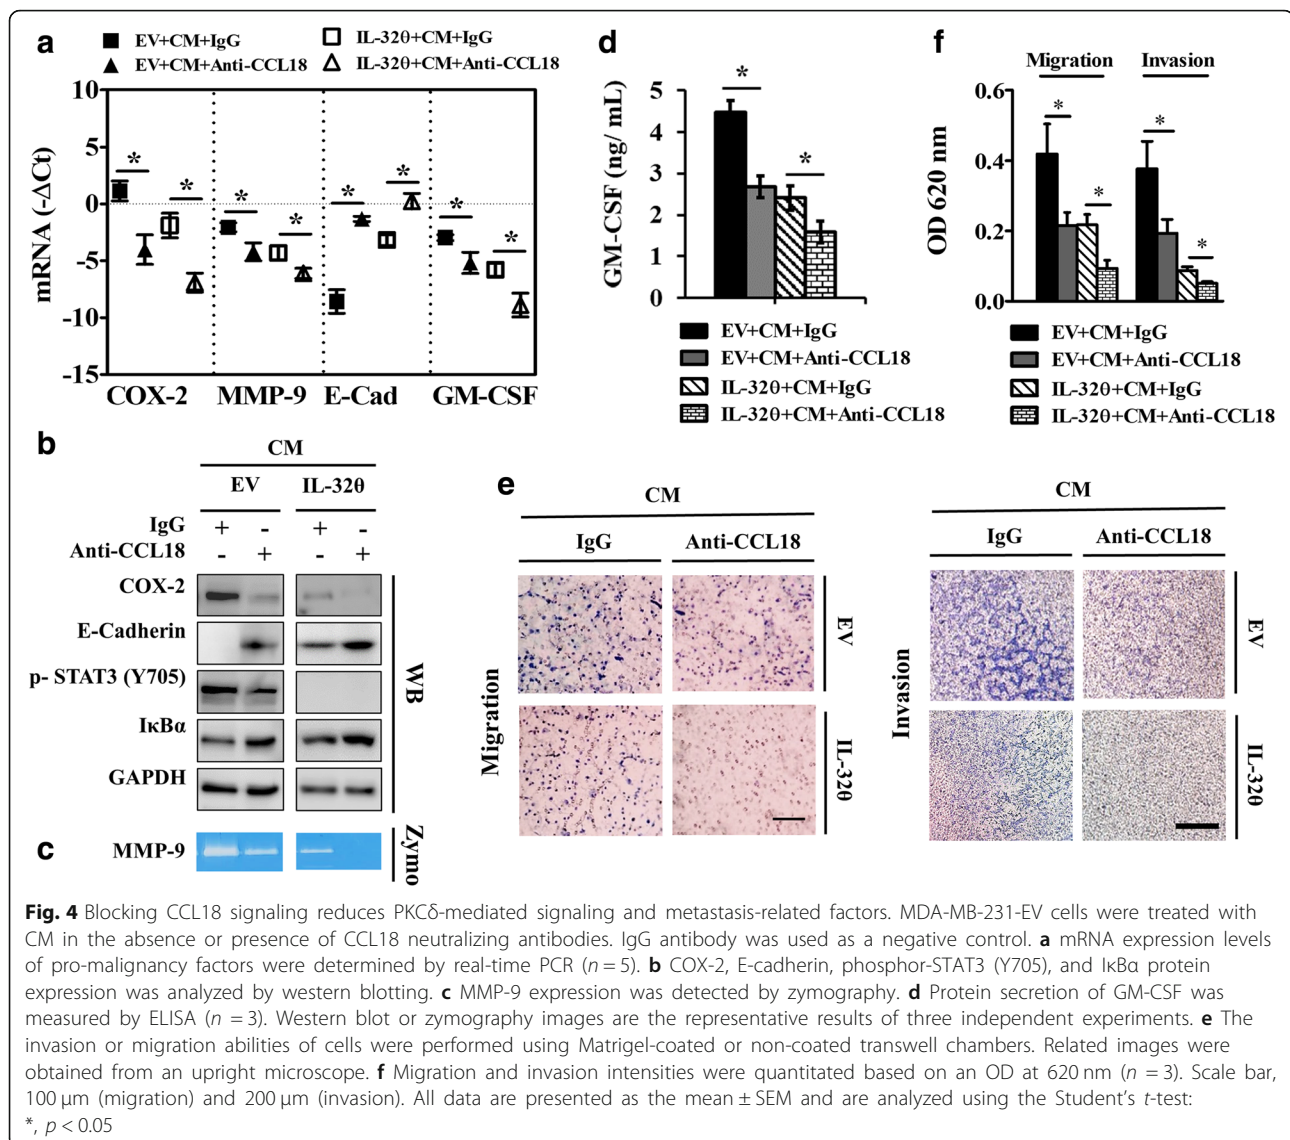 a
EV+CM+IgG
IL-32θ+CM+IgG
EV+CM+Anti-CCL18
IL-32θ+CM+Anti-CCL18
mRNA (-ΔCt)
10
5
0
-5
-10
-15
* * * * * * * *
COX-2 MMP-9 E-Cad GM-CSF
d
GM-CSF (ng/ mL)
5
4
3
2
1
0
* *
EV+CM+IgG
EV+CM+Anti-CCL18
IL-32θ+CM+IgG
IL-32θ+CM+Anti-CCL18
f
Migration Invasion
OD 620 nm
0.6
0.4
0.2
0.0
* * * *
EV+CM+IgG
EV+CM+Anti-CCL18
IL-32θ+CM+IgG
IL-32θ+CM+Anti-CCL18
b
CM
EV IL-32θ
IgG + - + -
Anti-CCL18 - + - +
COX-2
E-Cadherin
p- STAT3 (Y705)
IκBα
GAPDH
WB
c
MMP-9
Zymo
e
CM
IgG Anti-CCL18
EV
IL-32θ
Migration
CM
IgG Anti-CCL18
EV
IL-32θ
Invasion
Fig. 4 Blocking CCL18 signaling reduces PKCδ-mediated signaling and metastasis-related factors. MDA-MB-231-EV cells were treated with
CM in the absence or presence of CCL18 neutralizing antibodies. IgG antibody was used as a negative control. a mRNA expression levels
of pro-malignancy factors were determined by real-time PCR (n = 5). b COX-2, E-cadherin, phosphor-STAT3 (Y705), and IκBα protein
expression was analyzed by western blotting. c MMP-9 expression was detected by zymography. d Protein secretion of GM-CSF was
measured by ELISA (n = 3). Western blot or zymography images are the representative results of three independent experiments. e The
invasion or migration abilities of cells were performed using Matrigel-coated or non-coated transwell chambers. Related images were
obtained from an upright microscope. f Migration and invasion intensities were quantitated based on an OD at 620 nm (n = 3). Scale bar,
100 μm (migration) and 200 μm (invasion). All data are presented as the mean ± SEM and are analyzed using the Student's t-test:
*, p < 0.05